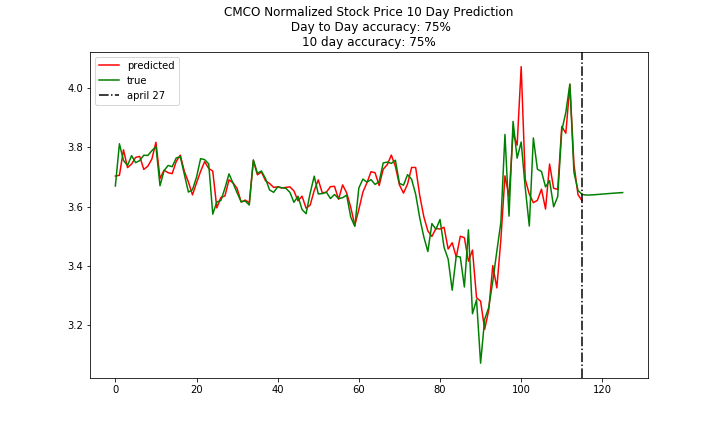 CMCO Normalized Stock Price 10 Day Prediction
Day to Day accuracy: 75%
10 day accuracy: 75%
predicted
true
april 27
4.0
3.8
3.6
3.4
3.2
0 20 40 60 80 100 120